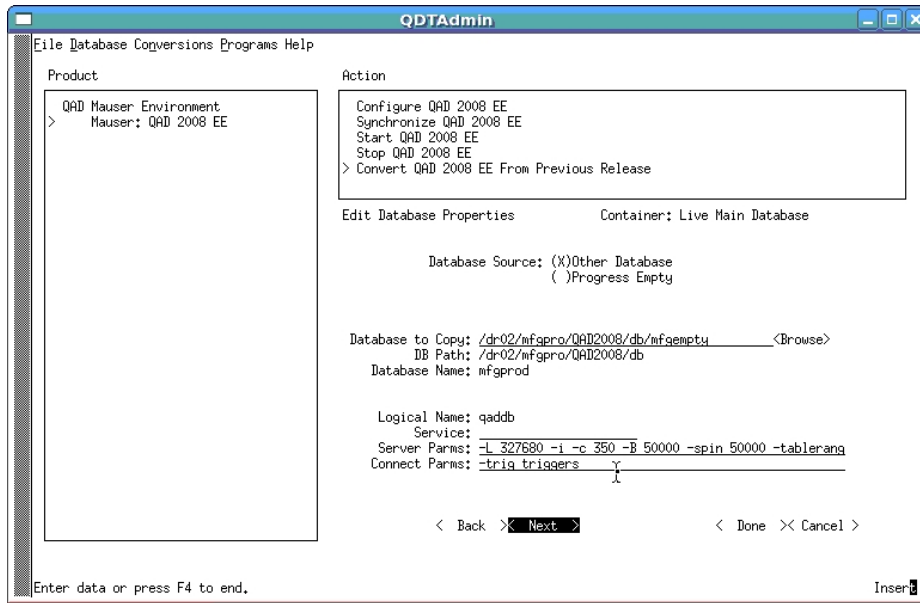 QDTAdmin
File Database Conversions Programs Help
Product
QAD Mauser Environment
> Mauser: QAD 2008 EE
Action
Configure QAD 2008 EE
Synchronize QAD 2008 EE
Start QAD 2008 EE
Stop QAD 2008 EE
> Convert QAD 2008 EE From Previous Release
Edit Database Properties Container: Live Main Database
Database Source: (X)Other Database
( )Progress Empty
Database to Copy: /dr02/mfgpro/QAD2008/db/mfgempty <Browse>
DB Path: /dr02/mfgpro/QAD2008/db
Database Name: mfgprod
Logical Name: qaddb
Service:
Server Parms: -L 327680 -i -c 350 -B 50000 -spin 50000 -tablerang
Connect Parms: -trig triggers
< Back >< Next > < Done >< Cancel >
Enter data or press F4 to end. Insert